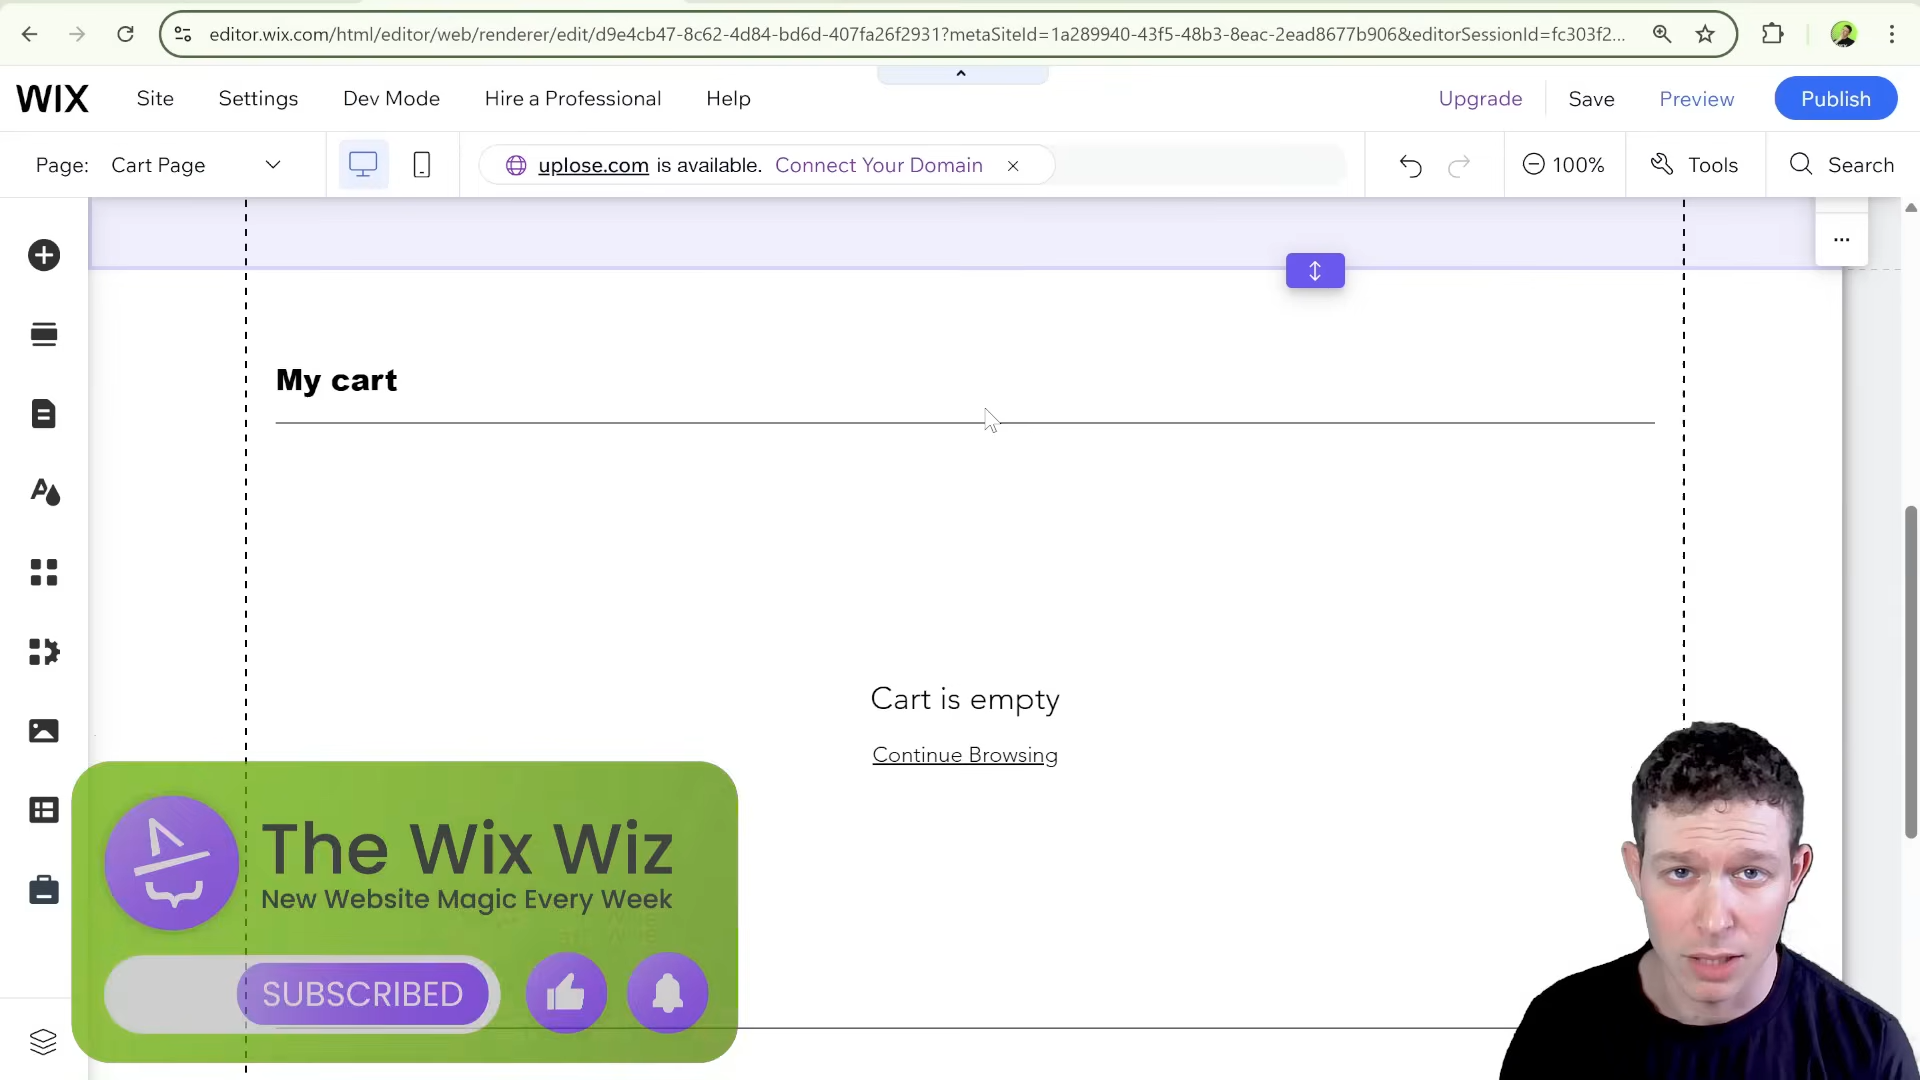 editor.wix.com/html/editor/web/renderer/edit/d9e4cb47-8c62-4d84-bd6d-407fa26f2931?metaSiteId=1a289940-43f5-48b3-8eac-2ead8677b906&editorSessionId=fc303f2...
WIX Site Settings Dev Mode Hire a Professional Help Upgrade Save Preview Publish
Page: Cart Page uplose.com is available. Connect Your Domain 100% Tools Search
My cart
Cart is empty
Continue Browsing
The Wix Wiz
New Website Magic Every Week
SUBSCRIBED